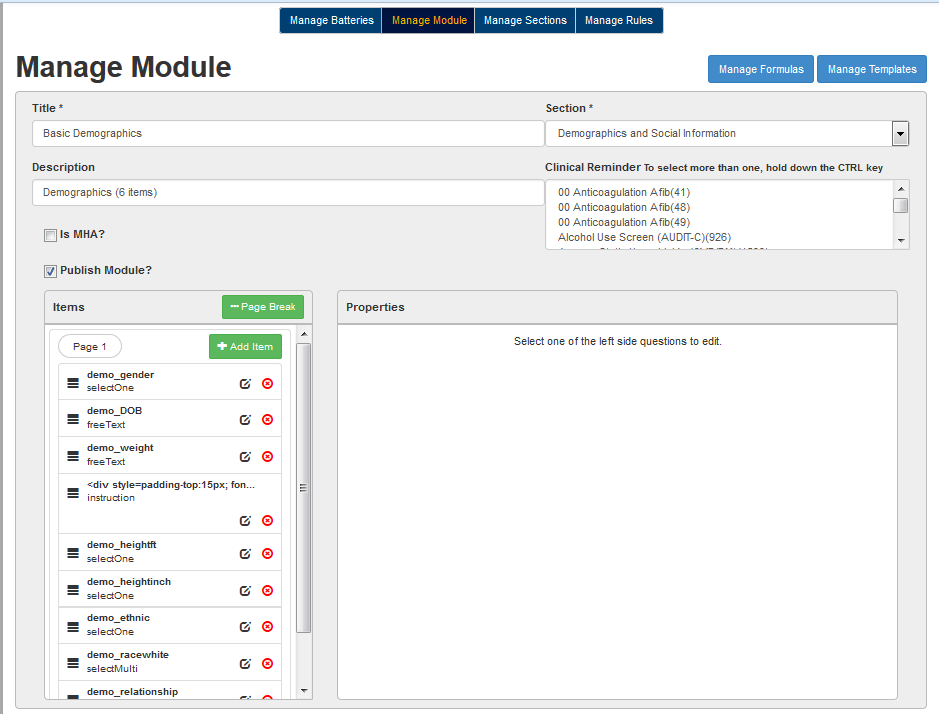 Manage Batteries Manage Module Manage Sections Manage Rules
Manage Module
Manage Formulas Manage Templates
Title * Section *
Basic Demographics Demographics and Social Information
Description Clinical Reminder To select more than one, hold down the CTRL key
Demographics (6 items) 00 Anticoagulation Afib(41)
00 Anticoagulation Afib(48)
00 Anticoagulation Afib(49)
Alcohol Use Screen (AUDIT-C)(926)
Is MHA?
Publish Module?
Items Page Break Properties
Page 1 Add Item Select one of the left side questions to edit.
demo_gender
selectOne
demo_DOB
freeText
demo_weight
freeText
<div style=padding-top:15px; fon...
instruction
demo_heightft
selectOne
demo_heightinch
selectOne
demo_ethnic
selectOne
demo_racewhite
selectMulti
demo_relationship